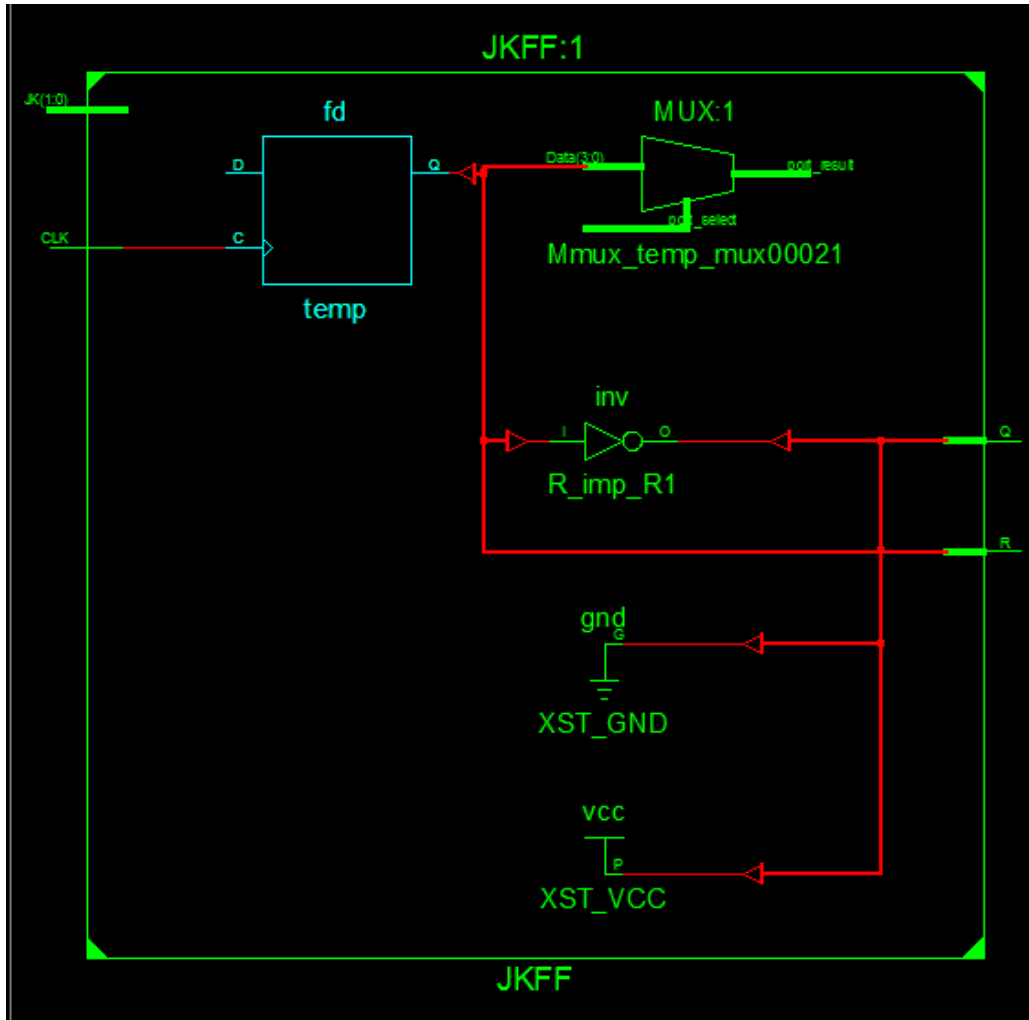 JKFF:1
JK(1:0)
fd
MUX:1
D
Q
Data(3:0)
port_result
CLK
C
port_select
Mmux_temp_mux00021
temp
inv
I
O
Q
R_imp_R1
R
gnd
G
XST_GND
vcc
P
XST_VCC
JKFF